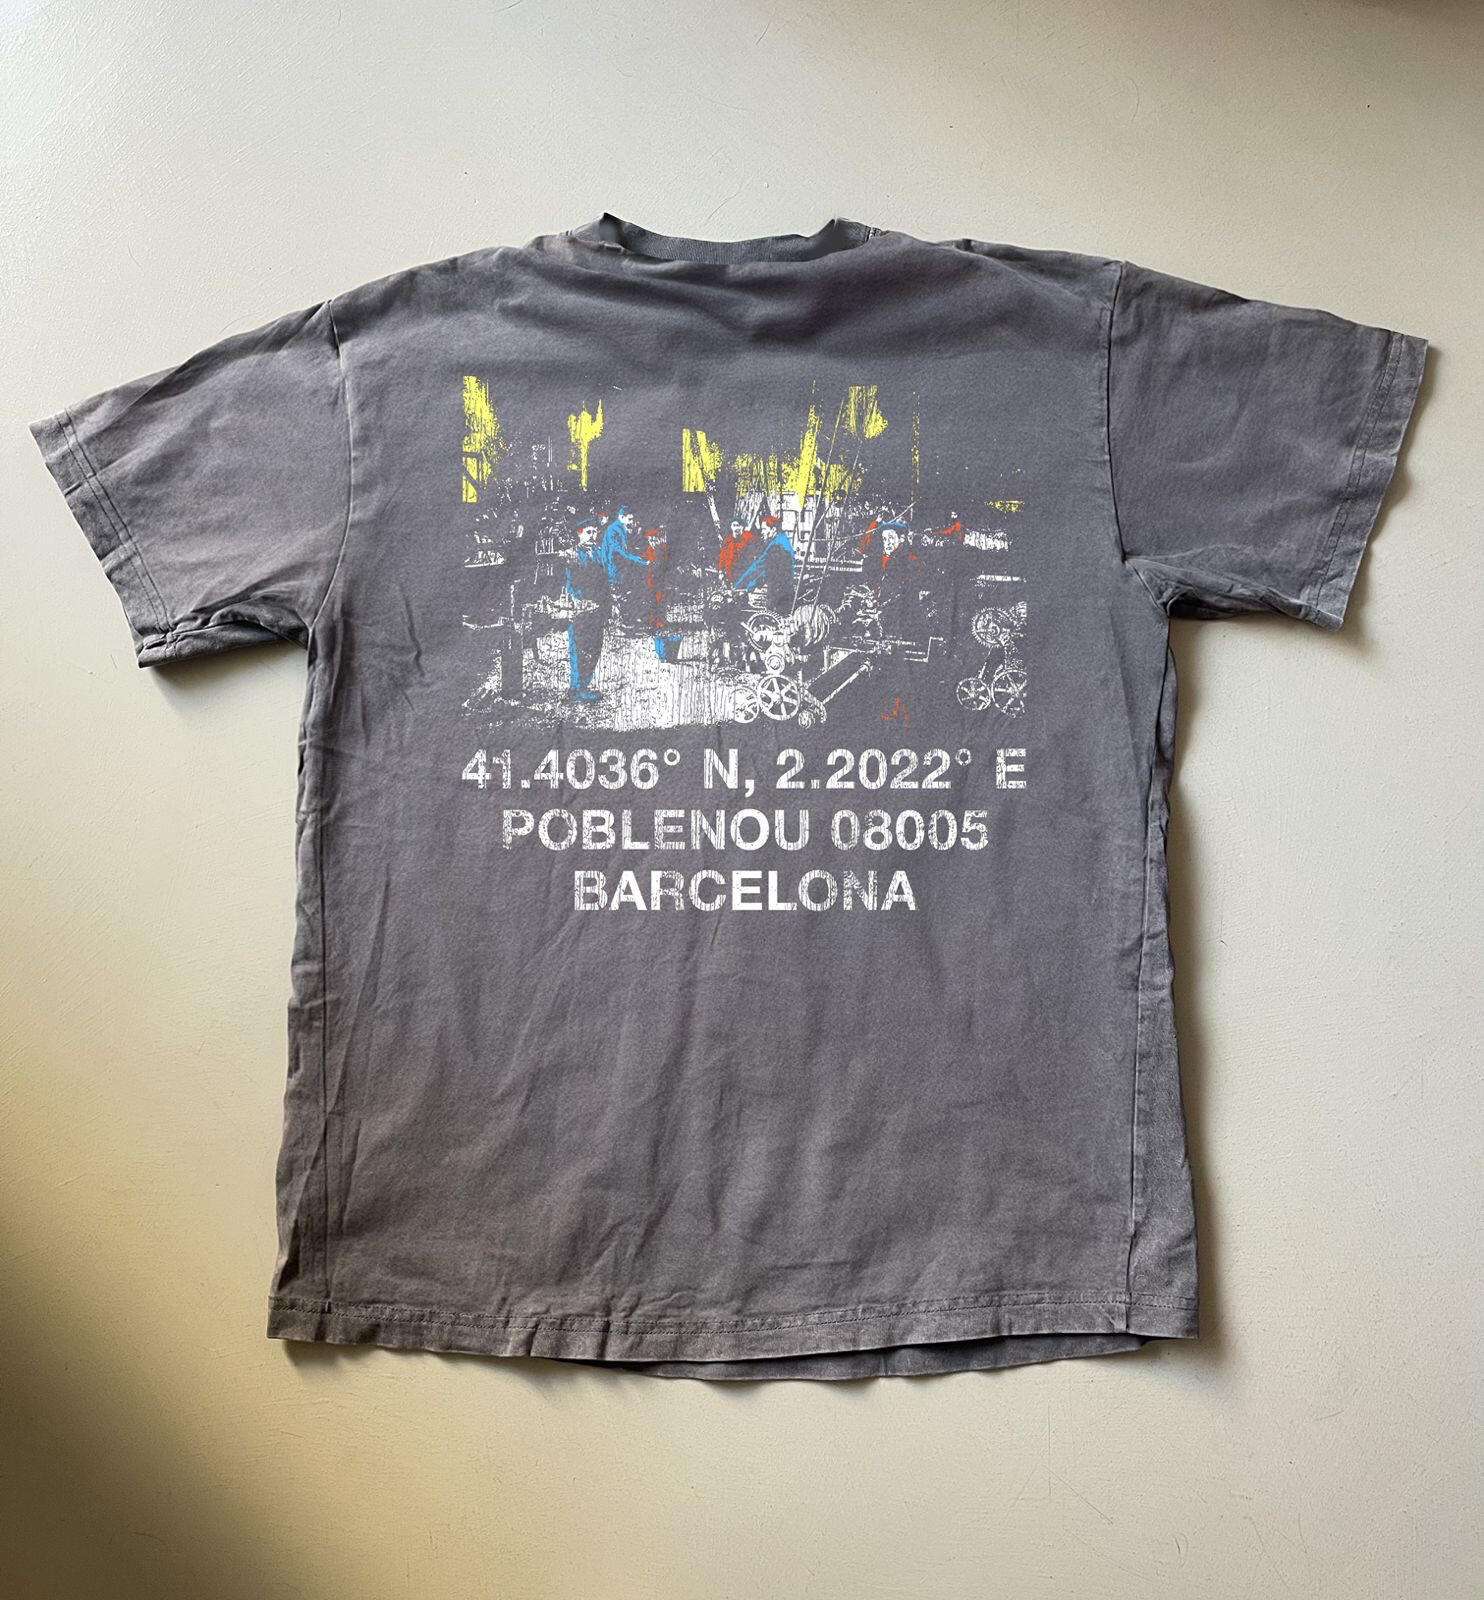 41.4036° N, 2.2022° E
POBLENOU 08005
BARCELONA